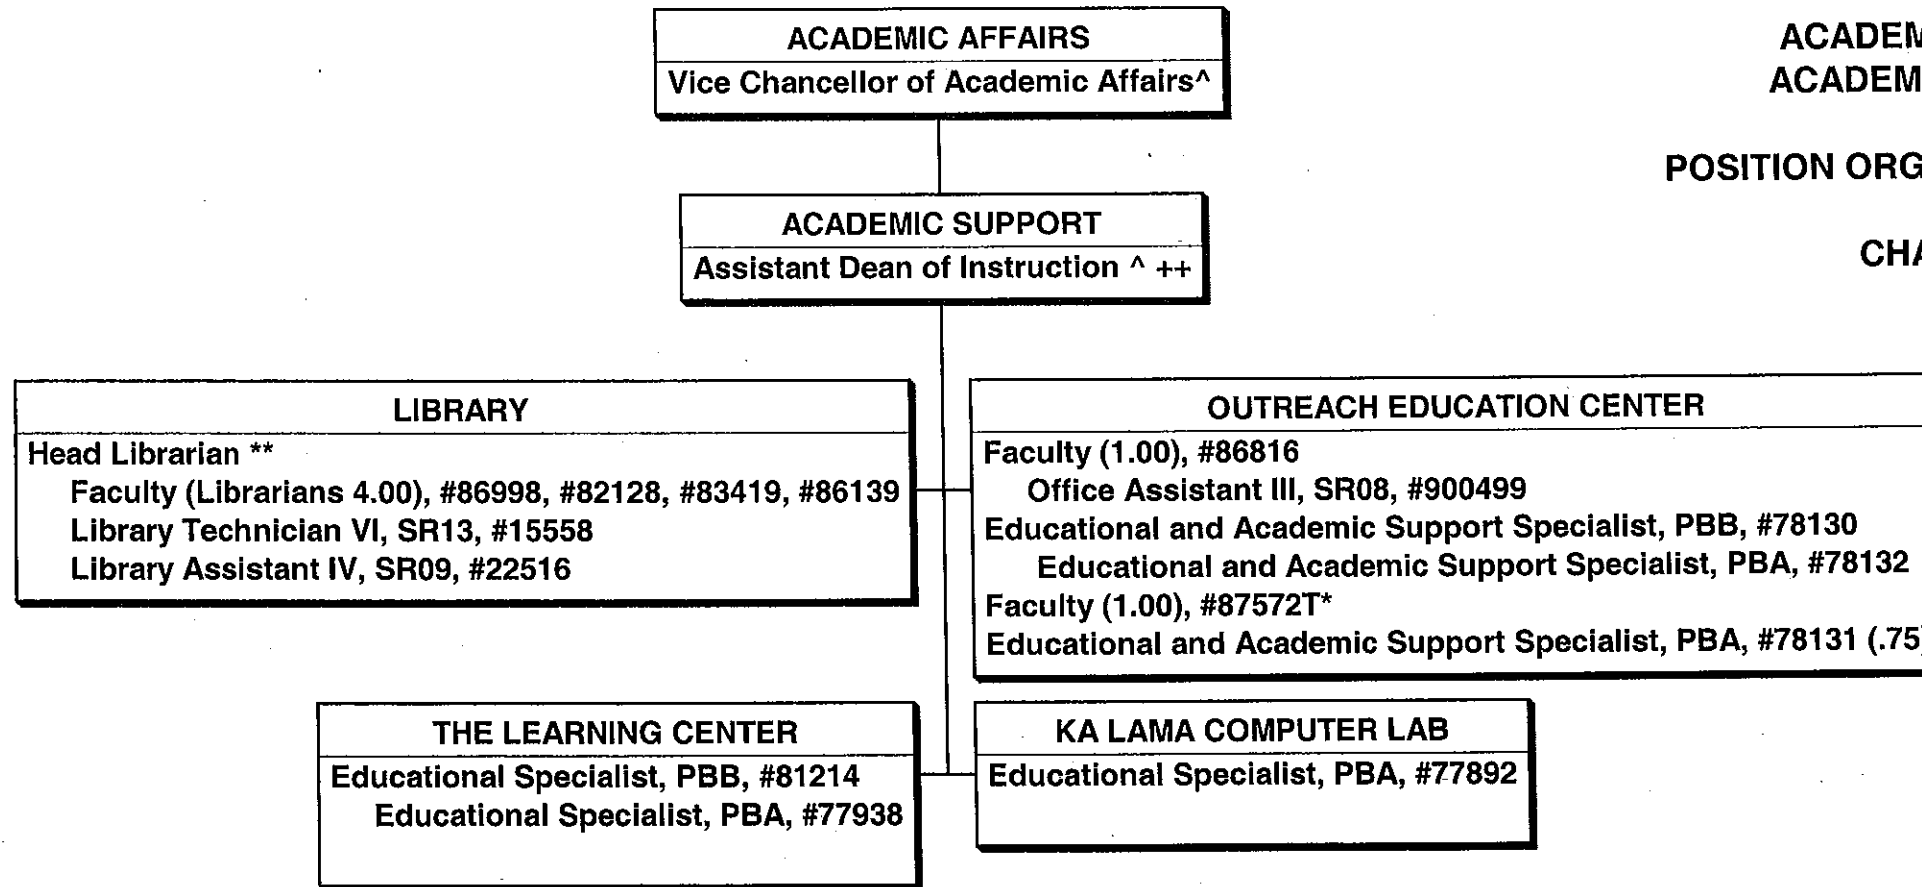 ACADEMIC AFFAIRS
Vice Chancellor of Academic Affairs^
ACADEM
ACADEM
POSITION ORG
CHA
ACADEMIC SUPPORT
Assistant Dean of Instruction ^ ++
LIBRARY
Head Librarian **
Faculty (Librarians 4.00), #86998, #82128, #83419, #86139
Library Technician VI, SR13, #15558
Library Assistant IV, SR09, #22516
OUTREACH EDUCATION CENTER
Faculty (1.00), #86816
Office Assistant III, SR08, #900499
Educational and Academic Support Specialist, PBB, #78130
Educational and Academic Support Specialist, PBA, #78132
Faculty (1.00), #87572T*
Educational and Academic Support Specialist, PBA, #78131 (.75)
THE LEARNING CENTER
Educational Specialist, PBB, #81214
Educational Specialist, PBA, #77938
KA LAMA COMPUTER LAB
Educational Specialist, PBA, #77892